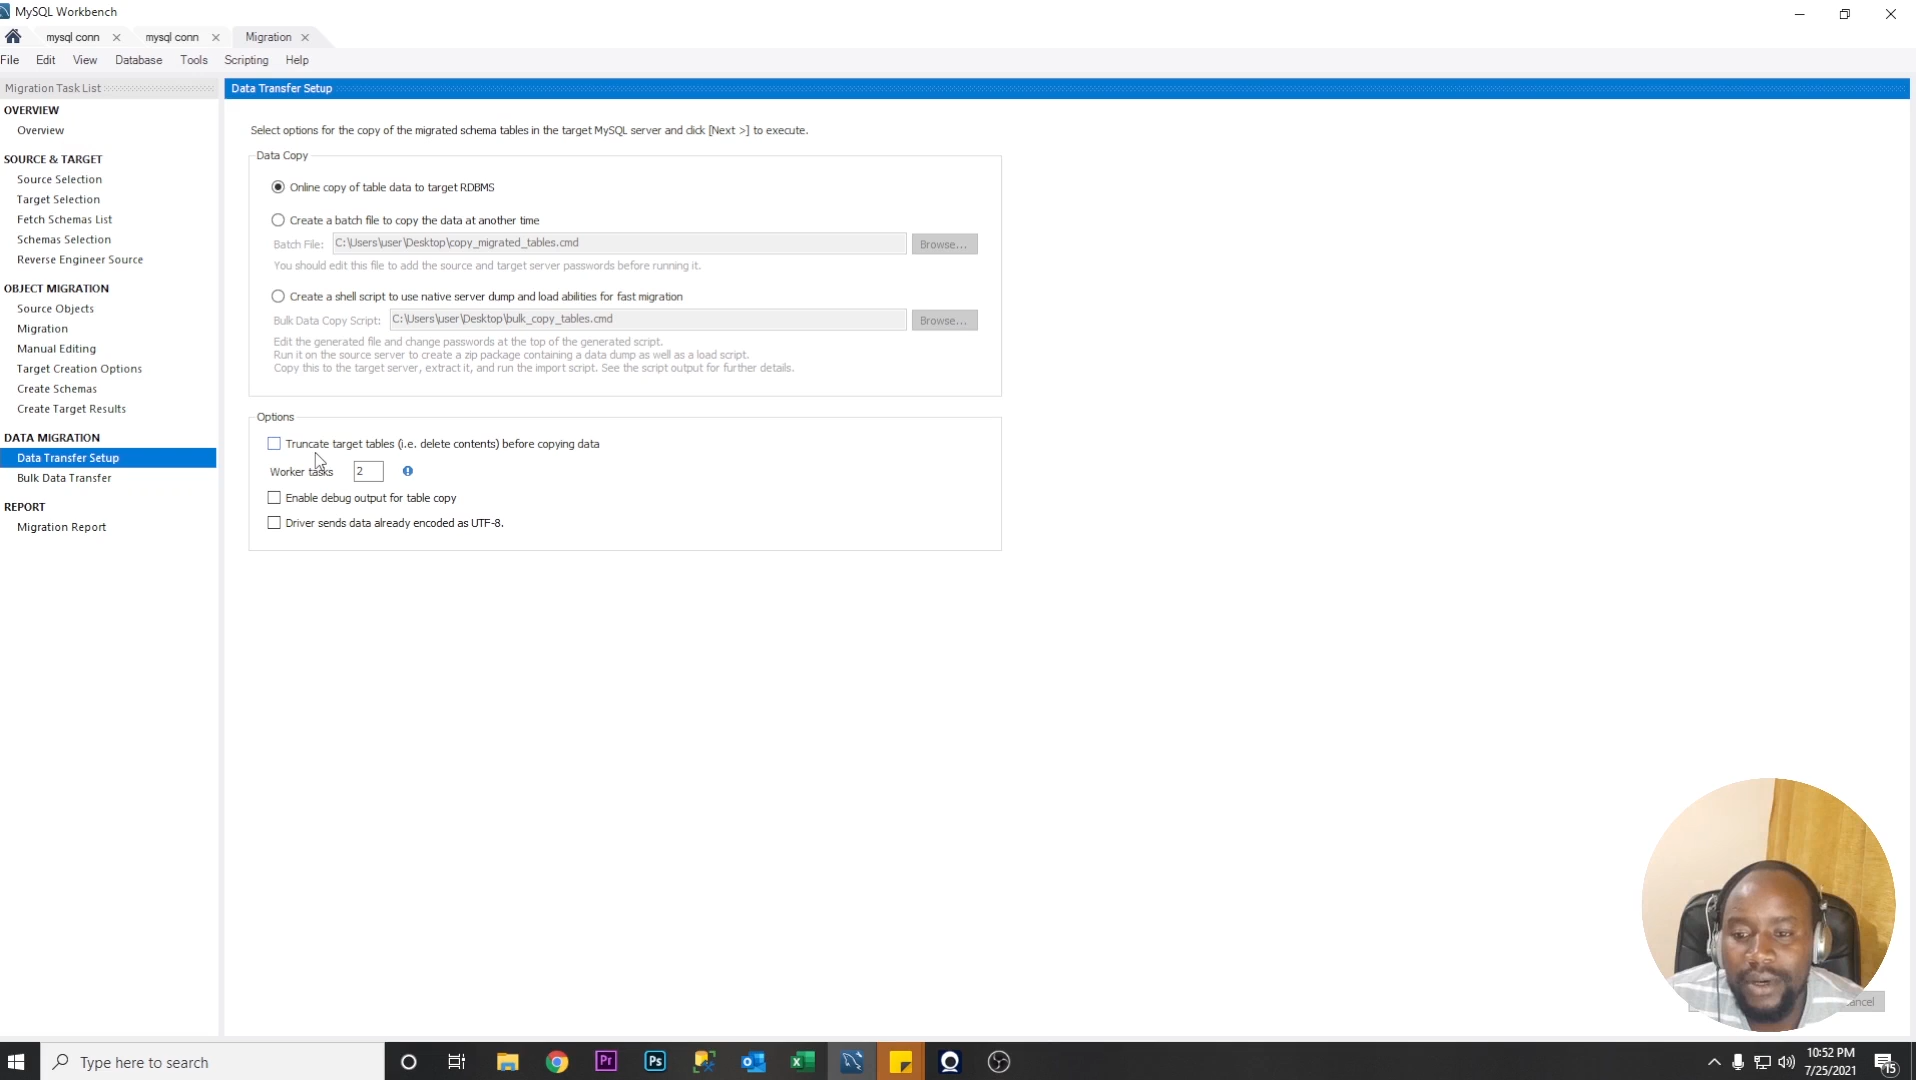 MySQL Workbench
mysql conn
mysql conn
Migration
File Edit View Database Tools Scripting Help
Migration Task List
OVERVIEW
Overview
SOURCE & TARGET
Source Selection
Target Selection
Fetch Schemas List
Schemas Selection
Reverse Engineer Source
OBJECT MIGRATION
Source Objects
Migration
Manual Editing
Target Creation Options
Create Schemas
Create Target Results
DATA MIGRATION
Data Transfer Setup
Bulk Data Transfer
REPORT
Migration Report
Data Transfer Setup
Select options for the copy of the migrated schema tables in the target MySQL server and click [Next >] to execute.
Data Copy
Online copy of table data to target RDBMS
Create a batch file to copy the data at another time
Batch File: C:\Users\user\Desktop\copy_migrated_tables.cmd Browse...
You should edit this file to add the source and target server passwords before running it.
Create a shell script to use native server dump and load abilities for fast migration
Bulk Data Copy Script: C:\Users\user\Desktop\bulk_copy_tables.cmd Browse...
Edit the generated file and change passwords at the top of the generated script.
Run it on the source server to create a zip package containing a data dump as well as a load script.
Copy this to the target server, extract it, and run the import script. See the script output for further details.
Options
Truncate target tables (i.e. delete contents) before copying data
Worker tasks 2
Enable debug output for table copy
Driver sends data already encoded as UTF-8.
Type here to search
Pr
Ps
10:52 PM
7/25/2021
15